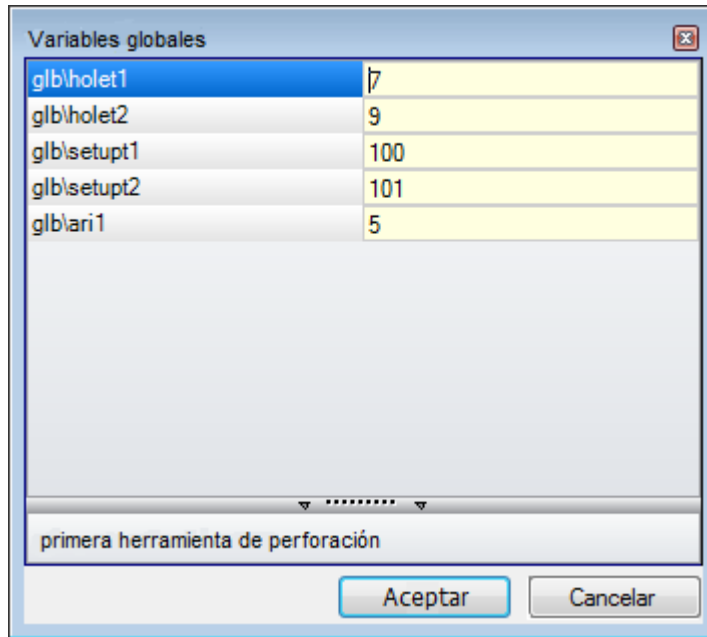 Variables globales
glb\holet1 7
glb\holet2 9
glb\setupt1 100
glb\setupt2 101
glb\ari1 5
primera herramienta de perforación
Aceptar Cancelar